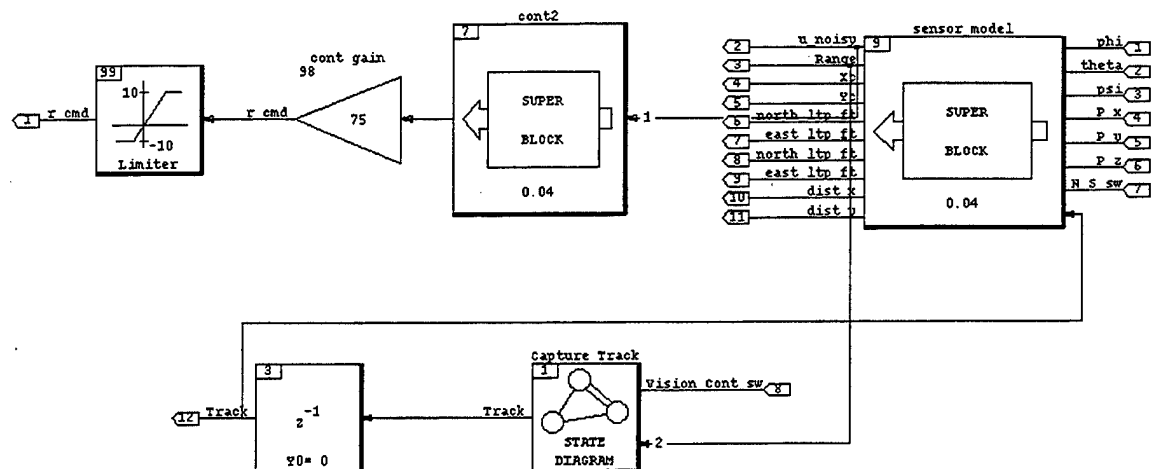 cont2
7
SUPER
BLOCK
0.04
cont gain
98
75
99
10
-10
Limiter
r cmd
1
r cmd
1
sensor model
9
SUPER
BLOCK
0.04
2 u_noisy
3 Range
4 Xc
5 Yc
6 north ltp ft
7 east ltp ft
8 north ltp ft
9 east ltp ft
10 dist x
11 dist y
phi 1
theta 2
psi 3
P x 4
P y 5
P z 6
N S sw 7
12 Track
3
z-1
Y0= 0
Track
Capture Track
1
STATE
DIAGRAM
Vision Cont sw 8
2